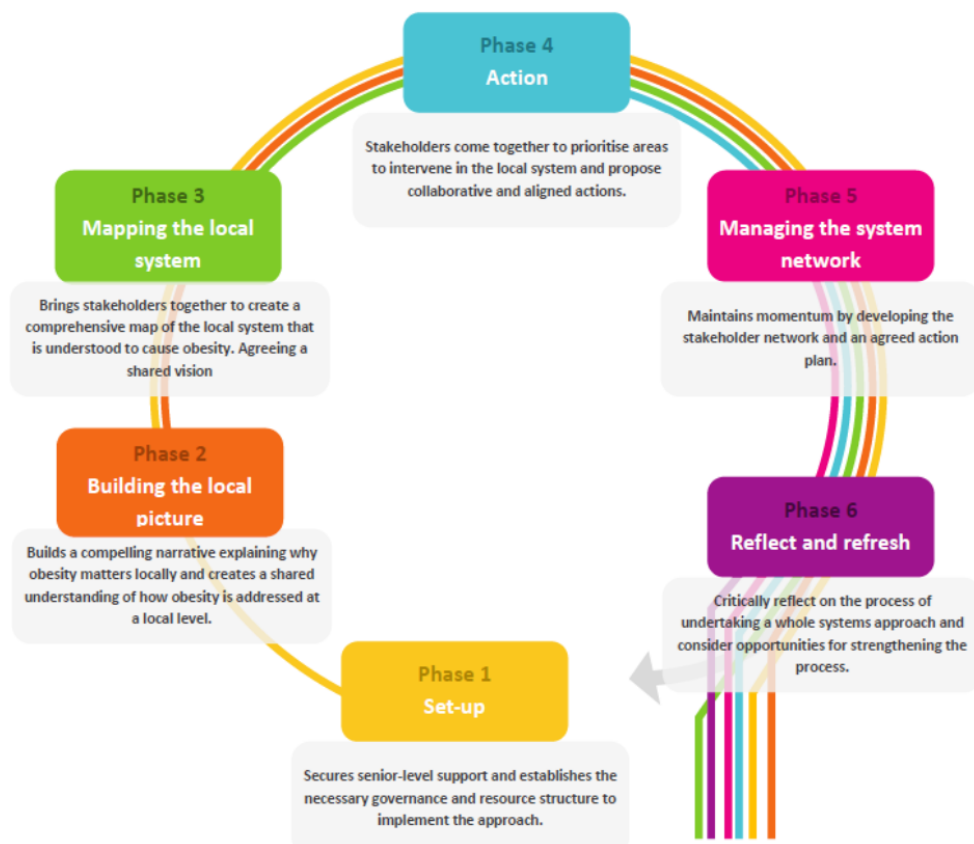 Phase 1
Set-up
Secures senior-level support and establishes the
necessary governance and resource structure to
implement the approach.
Phase 2
Building the local
picture
Builds a compelling narrative explaining why
obesity matters locally and creates a shared
understanding of how obesity is addressed at
a local level.
Phase 3
Mapping the local
system
Brings stakeholders together to create a
comprehensive map of the local system that
is understood to cause obesity. Agreeing a
shared vision
Phase 4
Action
Stakeholders come together to prioritise areas
to intervene in the local system and propose
collaborative and aligned actions.
Phase 5
Managing the system
network
Maintains momentum by developing the
stakeholder network and an agreed action
plan.
Phase 6
Reflect and refresh
Critically reflect on the process of
undertaking a whole systems approach and
consider opportunities for strengthening the
process.